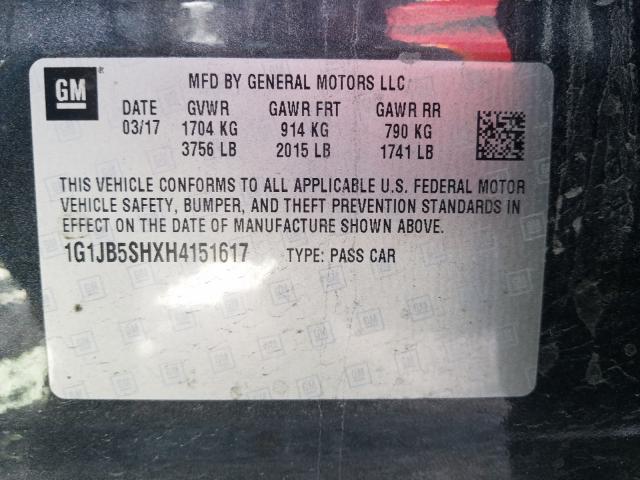 GM
MFD BY GENERAL MOTORS LLC
DATE GVWR GAWR FRT GAWR RR
03/17 1704 KG 914 KG 790 KG
3756 LB 2015 LB 1741 LB
THIS VEHICLE CONFORMS TO ALL APPLICABLE U.S. FEDERAL MOTOR
VEHICLE SAFETY, BUMPER, AND THEFT PREVENTION STANDARDS IN
EFFECT ON THE DATE OF MANUFACTURE SHOWN ABOVE.
1G1JB5SHXH4151617 TYPE: PASS CAR